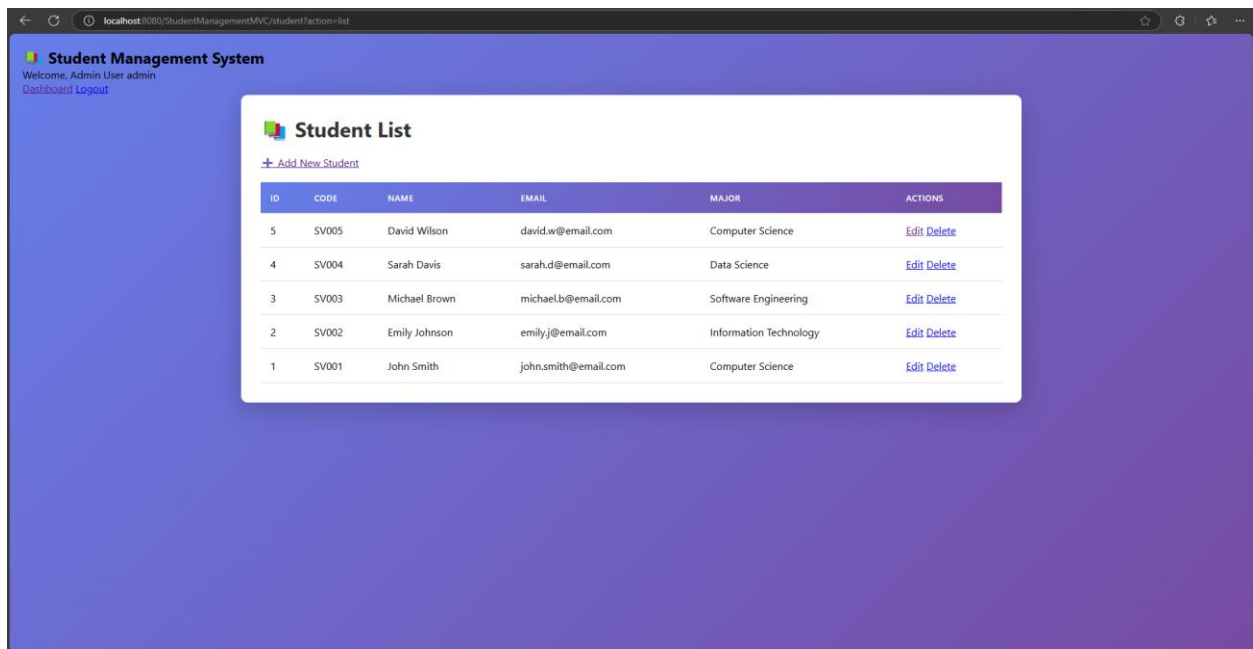 localhost:8080/StudentManagementMVC/student?action=list
Student Management System
Welcome, Admin User admin
Dashboard Logout
Student List
+ Add New Student
ID CODE NAME EMAIL MAJOR ACTIONS
5 SV005 David Wilson david.w@email.com Computer Science Edit Delete
4 SV004 Sarah Davis sarah.d@email.com Data Science Edit Delete
3 SV003 Michael Brown michael.b@email.com Software Engineering Edit Delete
2 SV002 Emily Johnson emily.j@email.com Information Technology Edit Delete
1 SV001 John Smith john.smith@email.com Computer Science Edit Delete